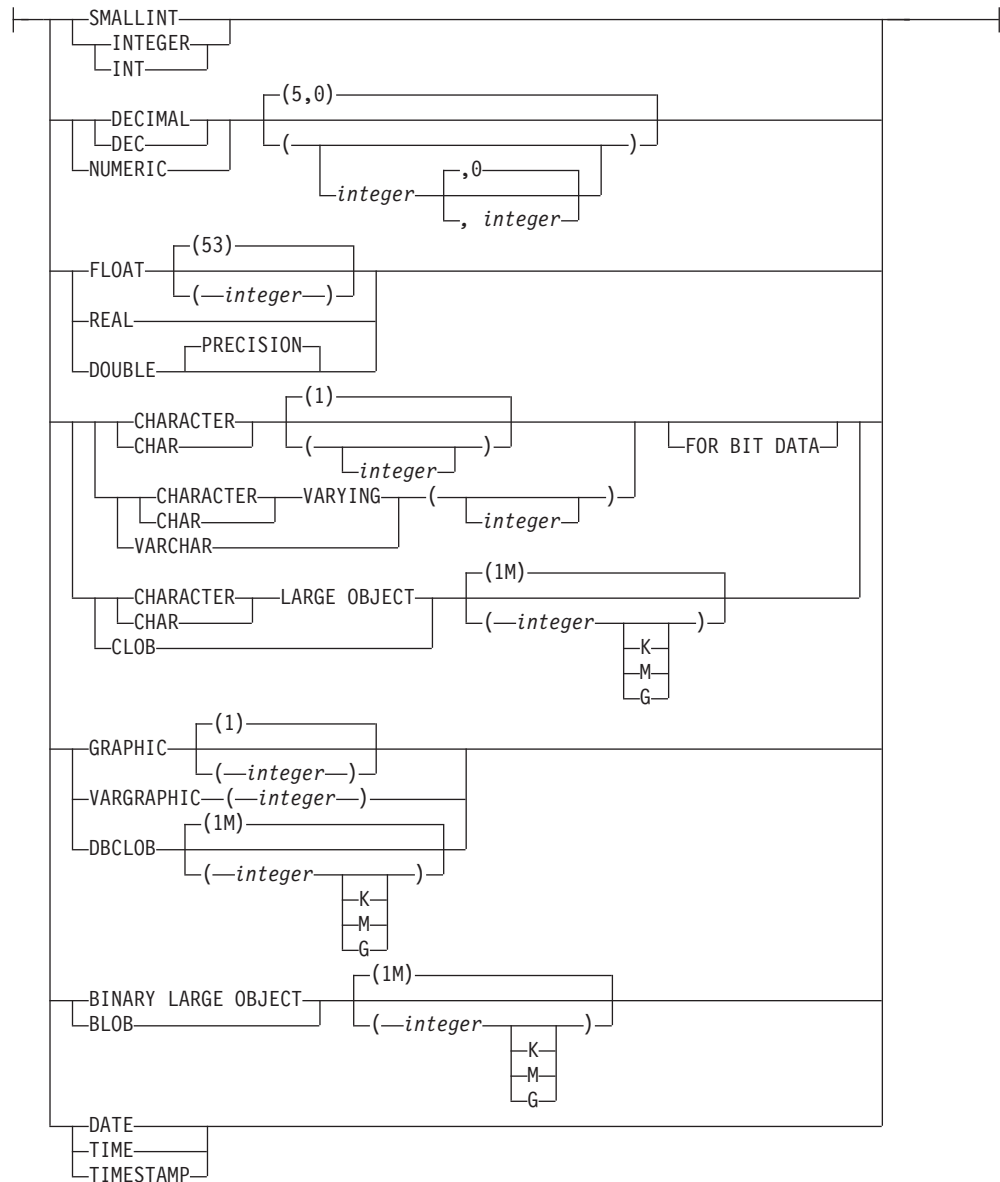 SMALLINT
INTEGER
INT
(5,0)
DECIMAL
DEC ( )
NUMERIC ,0
integer
, integer
(53)
FLOAT
( integer )
REAL
PRECISION
DOUBLE
(1)
CHARACTER
CHAR ( ) FOR BIT DATA
integer
CHARACTER VARYING ( )
CHAR integer
VARCHAR
(1M)
CHARACTER LARGE OBJECT
CHAR ( integer )
CLOB K
M
G
(1)
GRAPHIC
( integer )
VARGRAPHIC ( integer )
(1M)
DBCLOB
( integer )
K
M
G
(1M)
BINARY LARGE OBJECT
BLOB ( integer )
K
M
G
DATE
TIME
TIMESTAMP